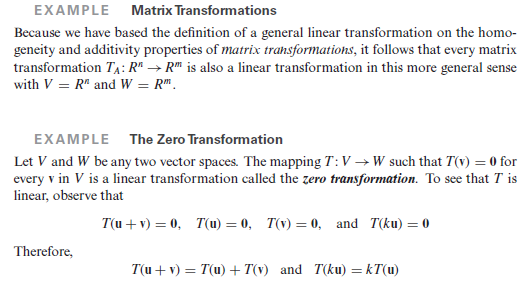 EXAMPLE Matrix Transformations
Because we have based the definition of a general linear transformation on the homo-
geneity and additivity properties of matrix transformations, it follows that every matrix
transformation T_A: Rⁿ → Rᵐ is also a linear transformation in this more general sense
with V = Rⁿ and W = Rᵐ.
EXAMPLE The Zero Transformation
Let V and W be any two vector spaces. The mapping T: V → W such that T(v) = 0 for
every v in V is a linear transformation called the zero transformation. To see that T is
linear, observe that
T(u + v) = 0, T(u) = 0, T(v) = 0, and T(ku) = 0
Therefore,
T(u + v) = T(u) + T(v) and T(ku) = kT(u)